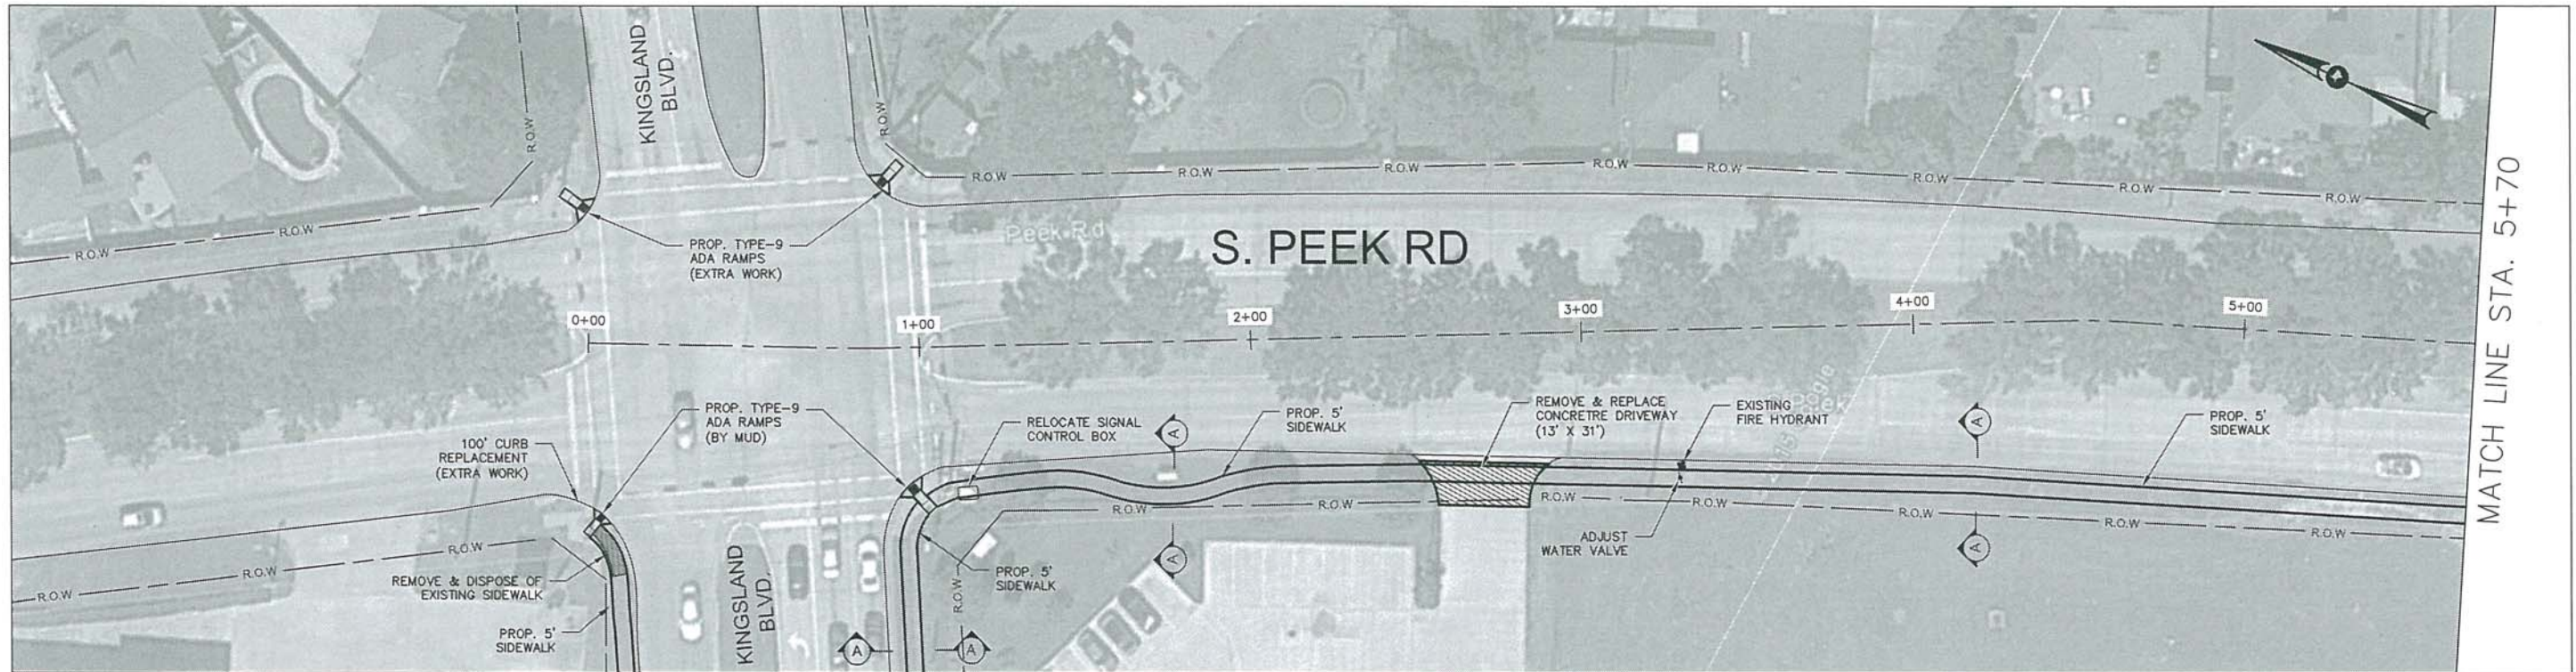 KINGSLAND
BLVD.
R.O.W
R.O.W
R.O.W
R.O.W
R.O.W
R.O.W
R.O.W
R.O.W
R.O.W
R.O.W
R.O.W
R.O.W
PROP. TYPE-9
ADA RAMPS
(EXTRA WORK)
Peek Rd
S. PEEK RD
MATCH LINE STA. 5+70
0+00
1+00
2+00
3+00
4+00
5+00
100' CURB
REPLACEMENT
(EXTRA WORK)
PROP. TYPE-9
ADA RAMPS
(BY MUD)
RELOCATE SIGNAL
CONTROL BOX
A
PROP. 5'
SIDEWALK
REMOVE & REPLACE
CONCRETRE DRIVEWAY
(13' X 31')
EXISTING
FIRE HYDRANT
A
PROP. 5'
SIDEWALK
R.O.W
R.O.W
R.O.W
R.O.W
R.O.W
R.O.W
R.O.W
R.O.W
R.O.W
R.O.W
R.O.W
REMOVE & DISPOSE OF
EXISTING SIDEWALK
PROP. 5'
SIDEWALK
KINGSLAND
BLVD.
PROP. 5'
SIDEWALK
A
ADJUST
WATER VALVE
A
A
A